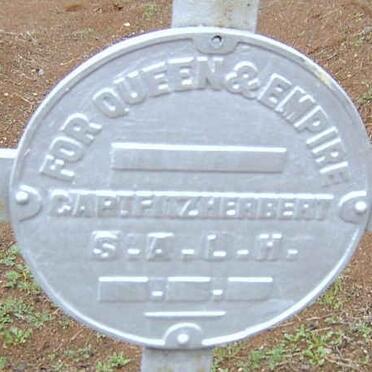 FOR QUEEN & EMPIRE
CAPT. FITZHERBERT
S.A.L.H.